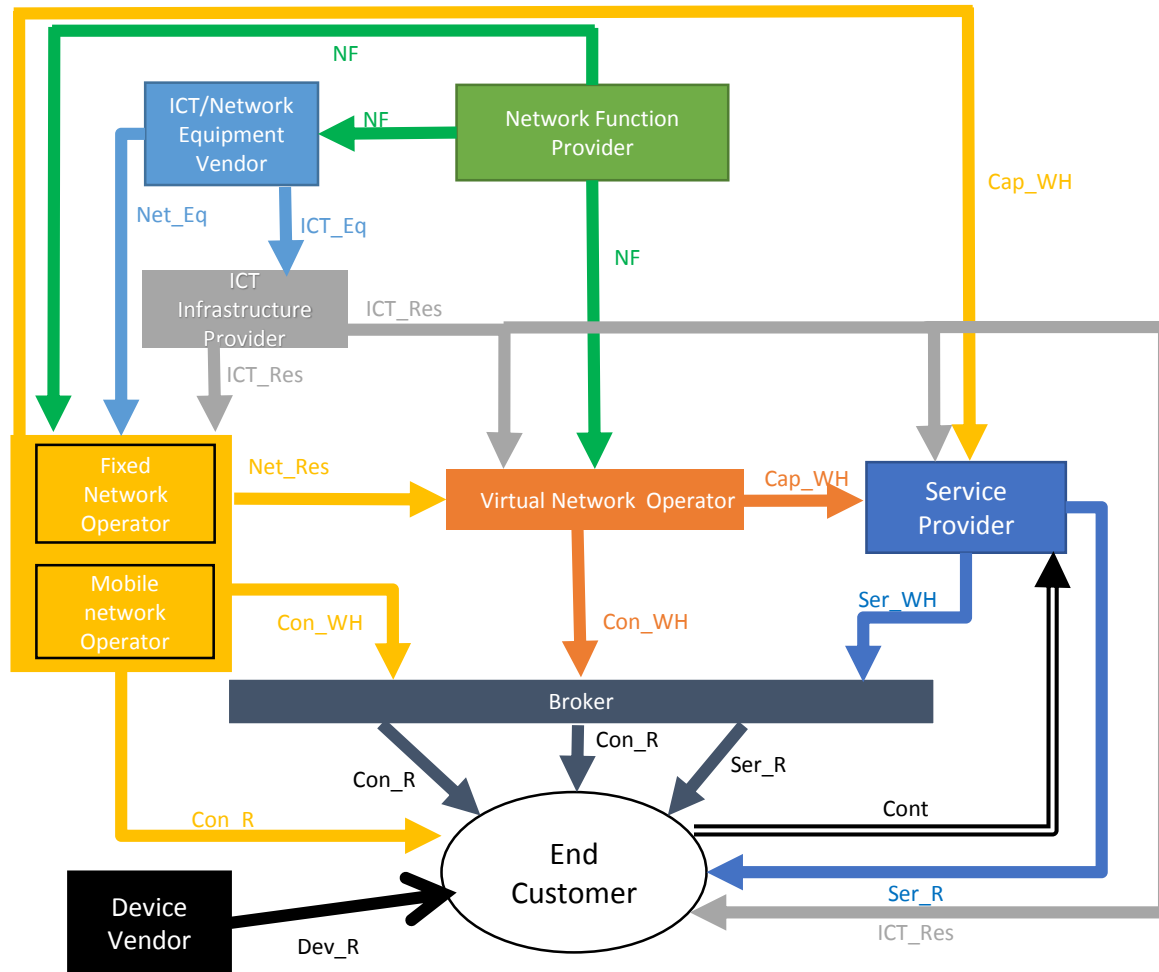 NF
ICT/Network
Equipment
Vendor
NF
Network Function
Provider
Cap_WH
Net_Eq
ICT_Eq
NF
ICT
Infrastructure
Provider
ICT_Res
ICT_Res
Fixed
Network
Operator
Net_Res
Virtual Network Operator
Cap_WH
Service
Provider
Mobile
network
Operator
Con_WH
Con_WH
Ser_WH
Broker
Con_R
Con_R
Ser_R
Con_R
Cont
End
Customer
Device
Vendor
Dev_R
Ser_R
ICT_Res